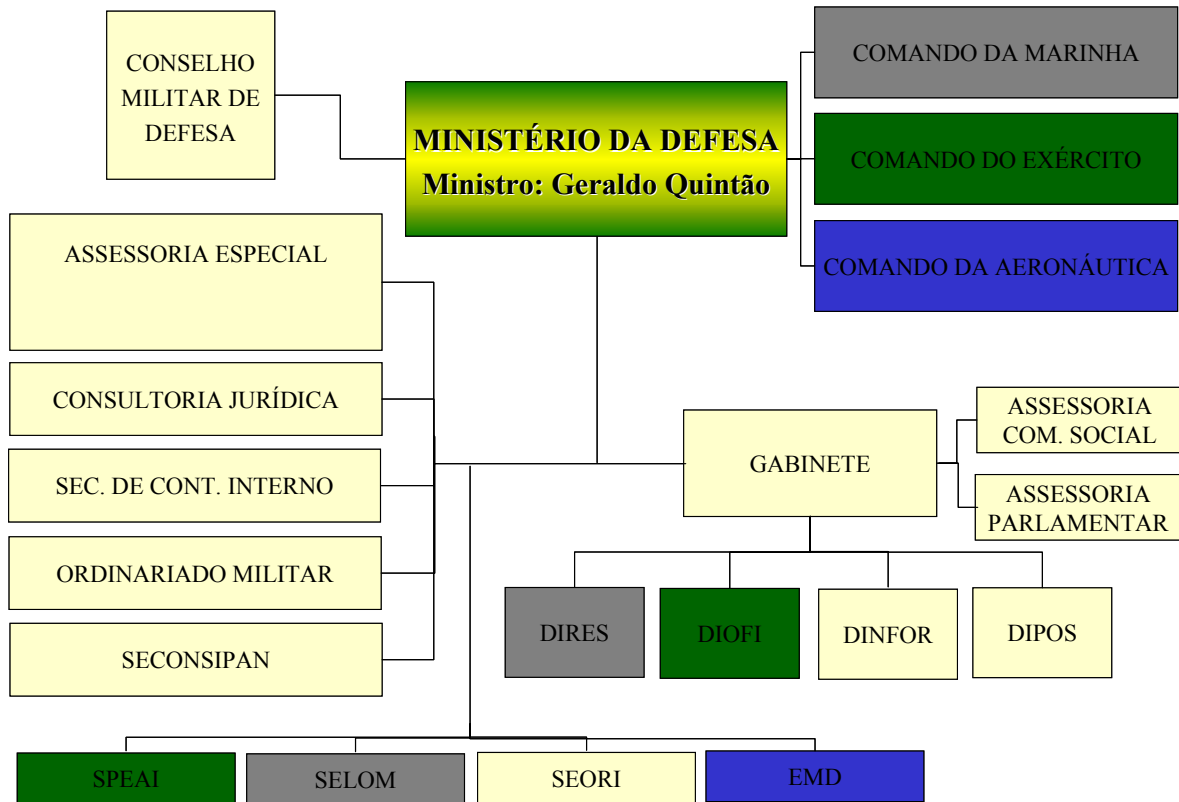 CONSELHO
MILITAR DE
DEFESA
MINISTÉRIO DA DEFESA
Ministro: Geraldo Quintão
COMANDO DA MARINHA
COMANDO DO EXÉRCITO
COMANDO DA AERONÁUTICA
ASSESSORIA ESPECIAL
CONSULTORIA JURÍDICA
SEC. DE CONT. INTERNO
ORDINARIADO MILITAR
SECONSIPAN
GABINETE
ASSESSORIA
COM. SOCIAL
ASSESSORIA
PARLAMENTAR
DIRES
DIOFI
DINFOR
DIPOS
SPEAI
SELOM
SEORI
EMD